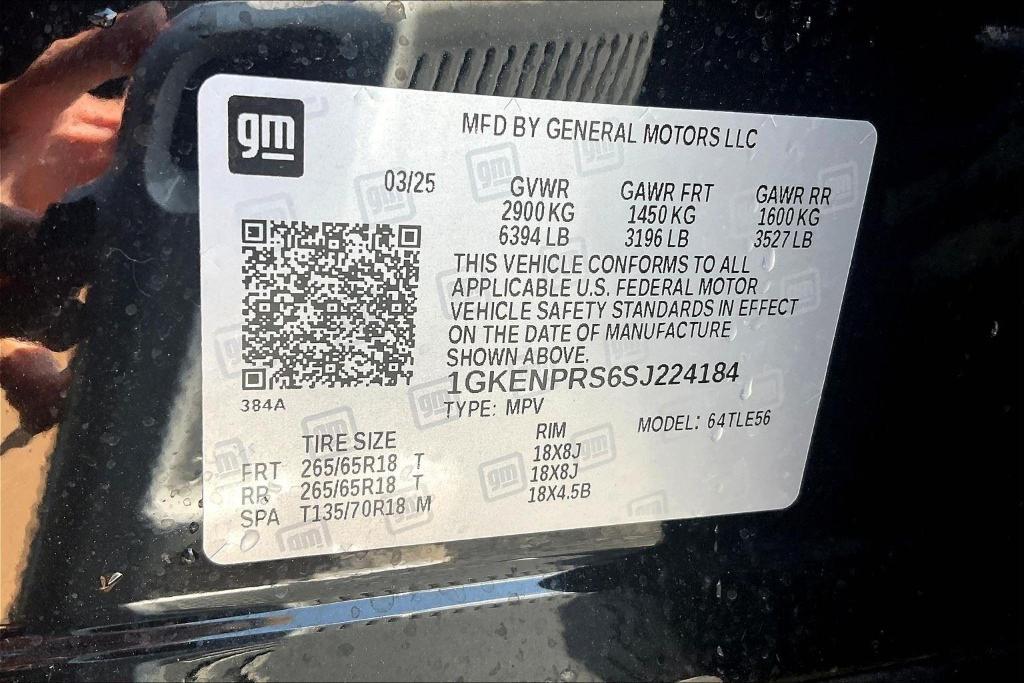 gm
MFD BY GENERAL MOTORS LLC
03/25
GVWR GAWR FRT GAWR RR
2900 KG 1450 KG 1600 KG
6394 LB 3196 LB 3527 LB
THIS VEHICLE CONFORMS TO ALL
APPLICABLE U.S. FEDERAL MOTOR
VEHICLE SAFETY STANDARDS IN EFFECT
ON THE DATE OF MANUFACTURE
SHOWN ABOVE.
1GKENPRS6SJ224184
384A
TYPE: MPV MODEL: 64TLE56
TIRE SIZE RIM
FRT 265/65R18 T 18X8J
RR 265/65R18 T 18X8J
SPA T135/70R18 M 18X4.5B